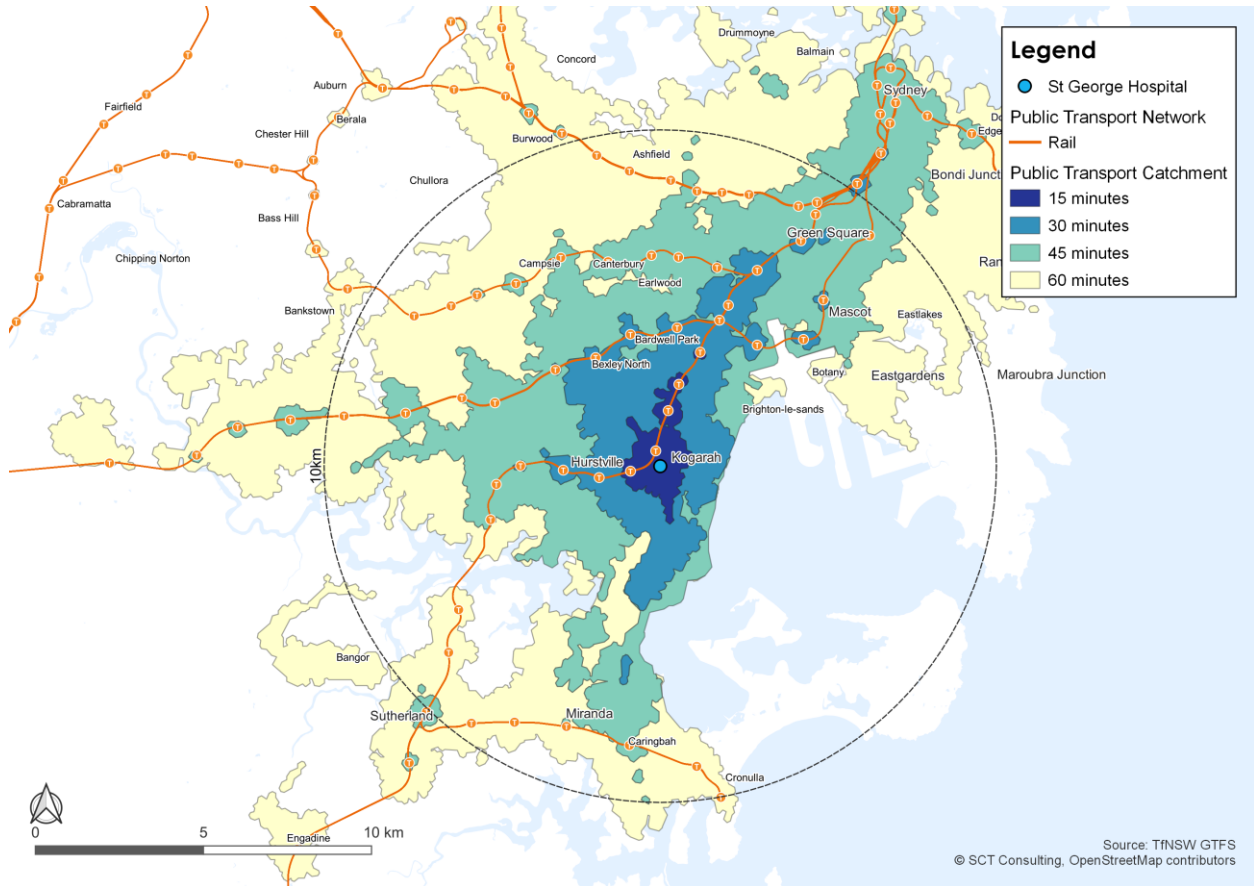 Drummoyne
Balmain
Concord
Auburn
Fairfield
Sydney
Chester Hill
Berala
Burwood
Edge
Ashfield
Chullora
Bondi Junct
Cabramatta
Bass Hill
Green Square
Chipping Norton
Campsie
Canterbury
Ran
Earlwood
Bankstown
Mascot
Eastlakes
Bardwell Park
Bexley North
Botany
Eastgardens
Maroubra Junction
Brighton-le-sands
10km
Hurstville
Kogarah
Bangor
Sutherland
Miranda
Caringbah
Cronulla
Engadine
Legend
St George Hospital
Public Transport Network
Rail
Public Transport Catchment
15 minutes
30 minutes
45 minutes
60 minutes
0 5 10 km
Source: TfNSW GTFS
© SCT Consulting, OpenStreetMap contributors